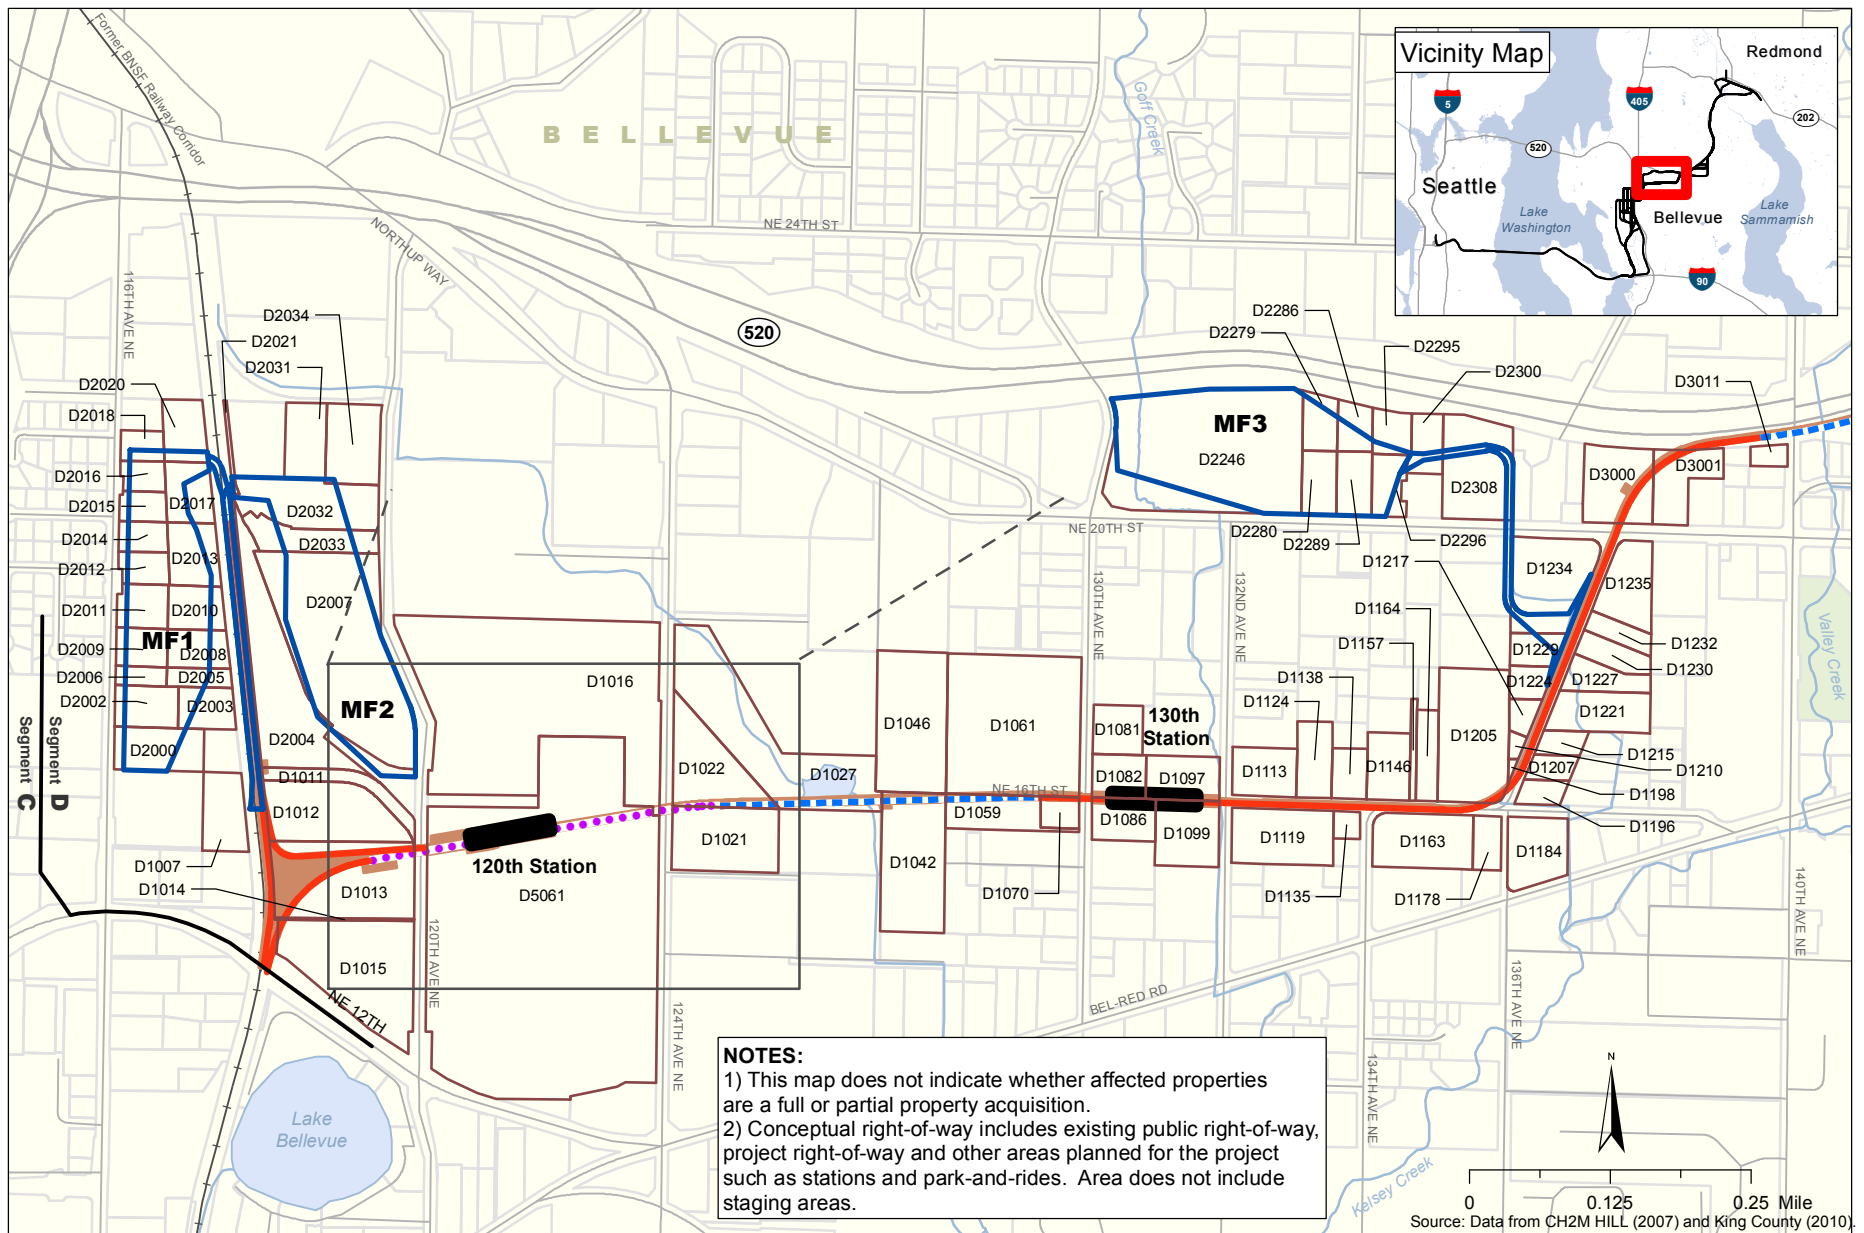 Vicinity Map
Redmond
5
405
202
520
Seattle
Lake
Washington
Bellevue
Lake
Sammamish
90
Former BNSF Railway Corridor
BELLEVUE
Goff Creek
NE 24TH ST
NORTHUP WAY
116TH AVE NE
520
D2034
D2021
D2031
D2020
D2018
D2016
D2015
D2014
D2012
D2011
D2009
D2006
D2002
D2000
D2017
D2013
D2010
D2008
D2005
D2003
MF1
D2032
D2033
D2007
MF2
D2004
D1011
D1012
D1007
D1014
D1013
D1015
Segment D
Segment C
NE 12TH
120TH AVE NE
Lake
Bellevue
D1016
120th Station
D5061
D1022
D1021
D1027
124TH AVE NE
D1046
D1061
NE 16TH ST
D1059
D1042
D1070
D2286
D2279
D2295
D2300
D3011
MF3
D2246
D2308
D3000
D3001
D2280
D2289
D2296
NE 20TH ST
130TH AVE NE
132ND AVE NE
D1217
D1234
D1235
D1164
D1157
D1138
D1124
D1232
D1230
D1229
D1224
D1227
D1221
D1215
D1210
D1207
D1198
D1196
130th
Station
D1081
D1082
D1097
D1086
D1099
D1113
D1146
D1205
D1119
D1135
D1163
D1178
D1184
Valley Creek
BEL-RED RD
134TH AVE NE
136TH AVE NE
140TH AVE NE
Kelsey Creek
NOTES:
1) This map does not indicate whether affected properties
are a full or partial property acquisition.
2) Conceptual right-of-way includes existing public right-of-way,
project right-of-way and other areas planned for the project
such as stations and park-and-rides. Area does not include
staging areas.
N
0 0.125 0.25 Mile
Source: Data from CH2M HILL (2007) and King County (2010).